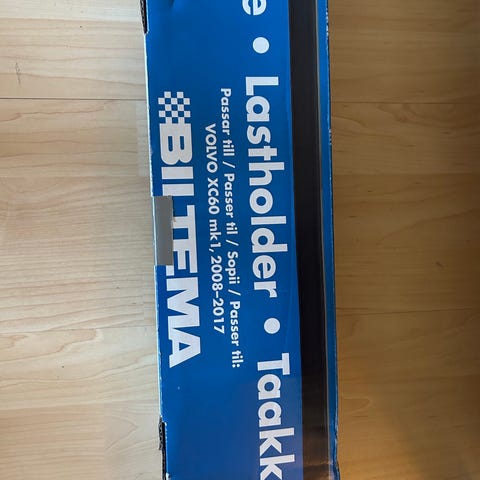 e • Lastholder • Taakk
Passar till / Passer til / Sopii / Passer til:
VOLVO XC60 mk1, 2008–2017
BILTEMA